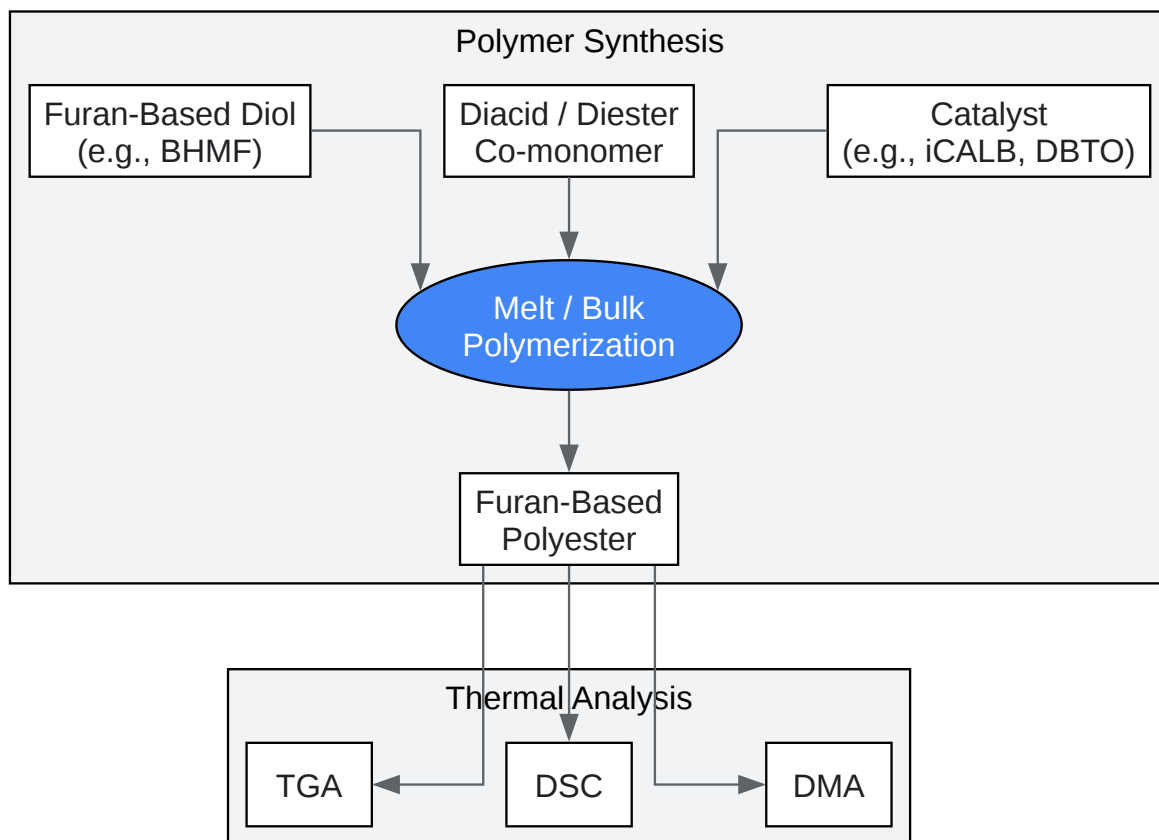 Polymer Synthesis
Furan-Based Diol
(e.g., BHMF)
Diacid / Diester
Co-monomer
Catalyst
(e.g., iCALB, DBTO)
Melt / Bulk
Polymerization
Furan-Based
Polyester
Thermal Analysis
TGA
DSC
DMA